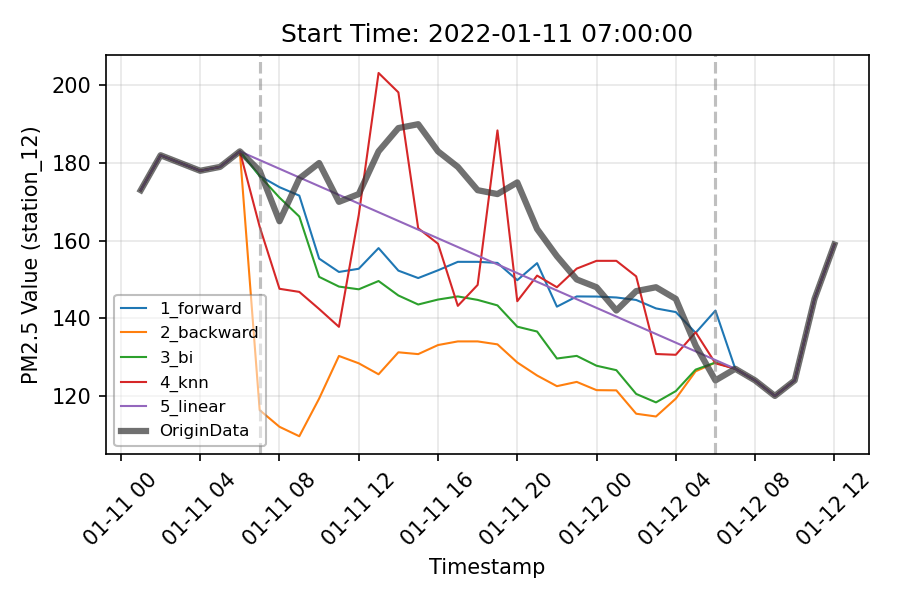 Start Time: 2022-01-11 07:00:00
PM2.5 Value (station_12)
200
180
160
140
120
1_forward
2_backward
3_bi
4_knn
5_linear
OriginData
01-11 00
01-11 04
01-11 08
01-11 12
01-11 16
01-11 20
01-12 00
01-12 04
01-12 08
01-12 12
Timestamp